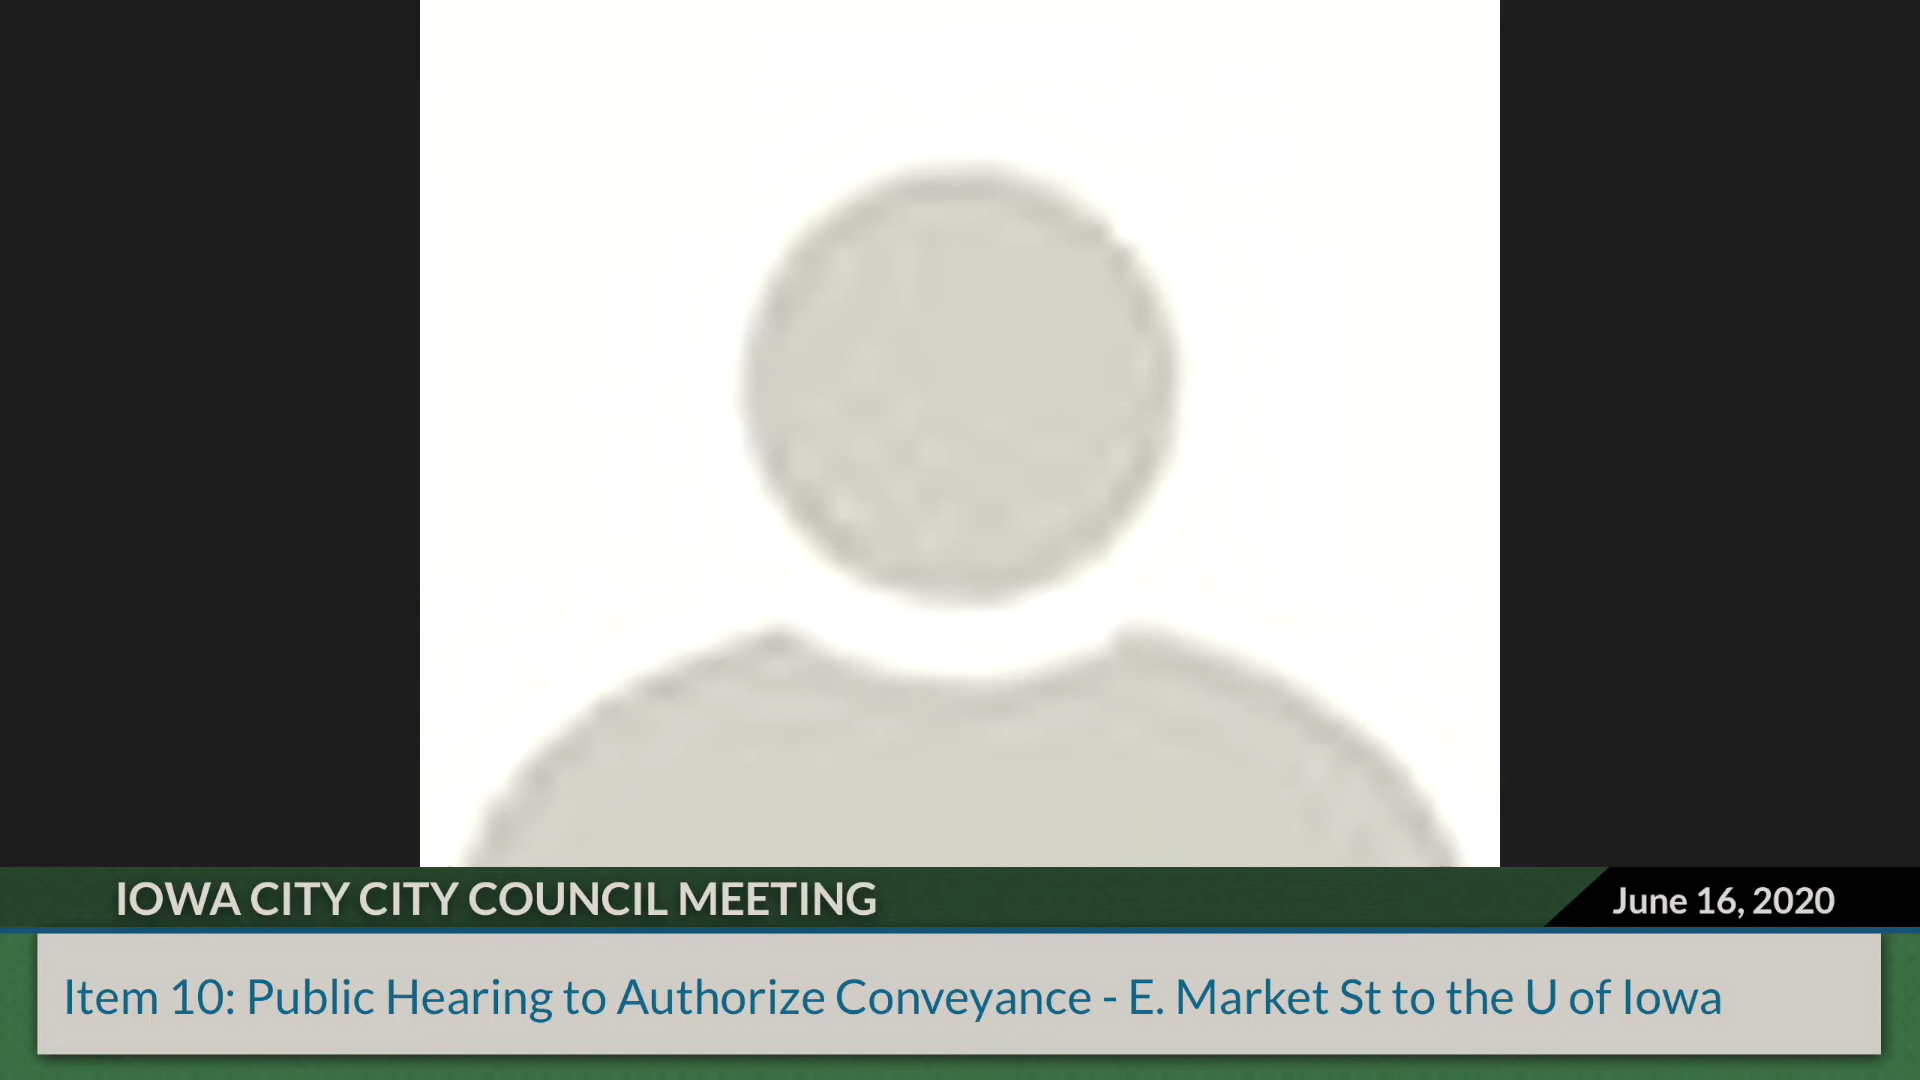 IOWA CITY CITY COUNCIL MEETING
June 16, 2020
Item 10: Public Hearing to Authorize Conveyance - E. Market St to the U of Iowa